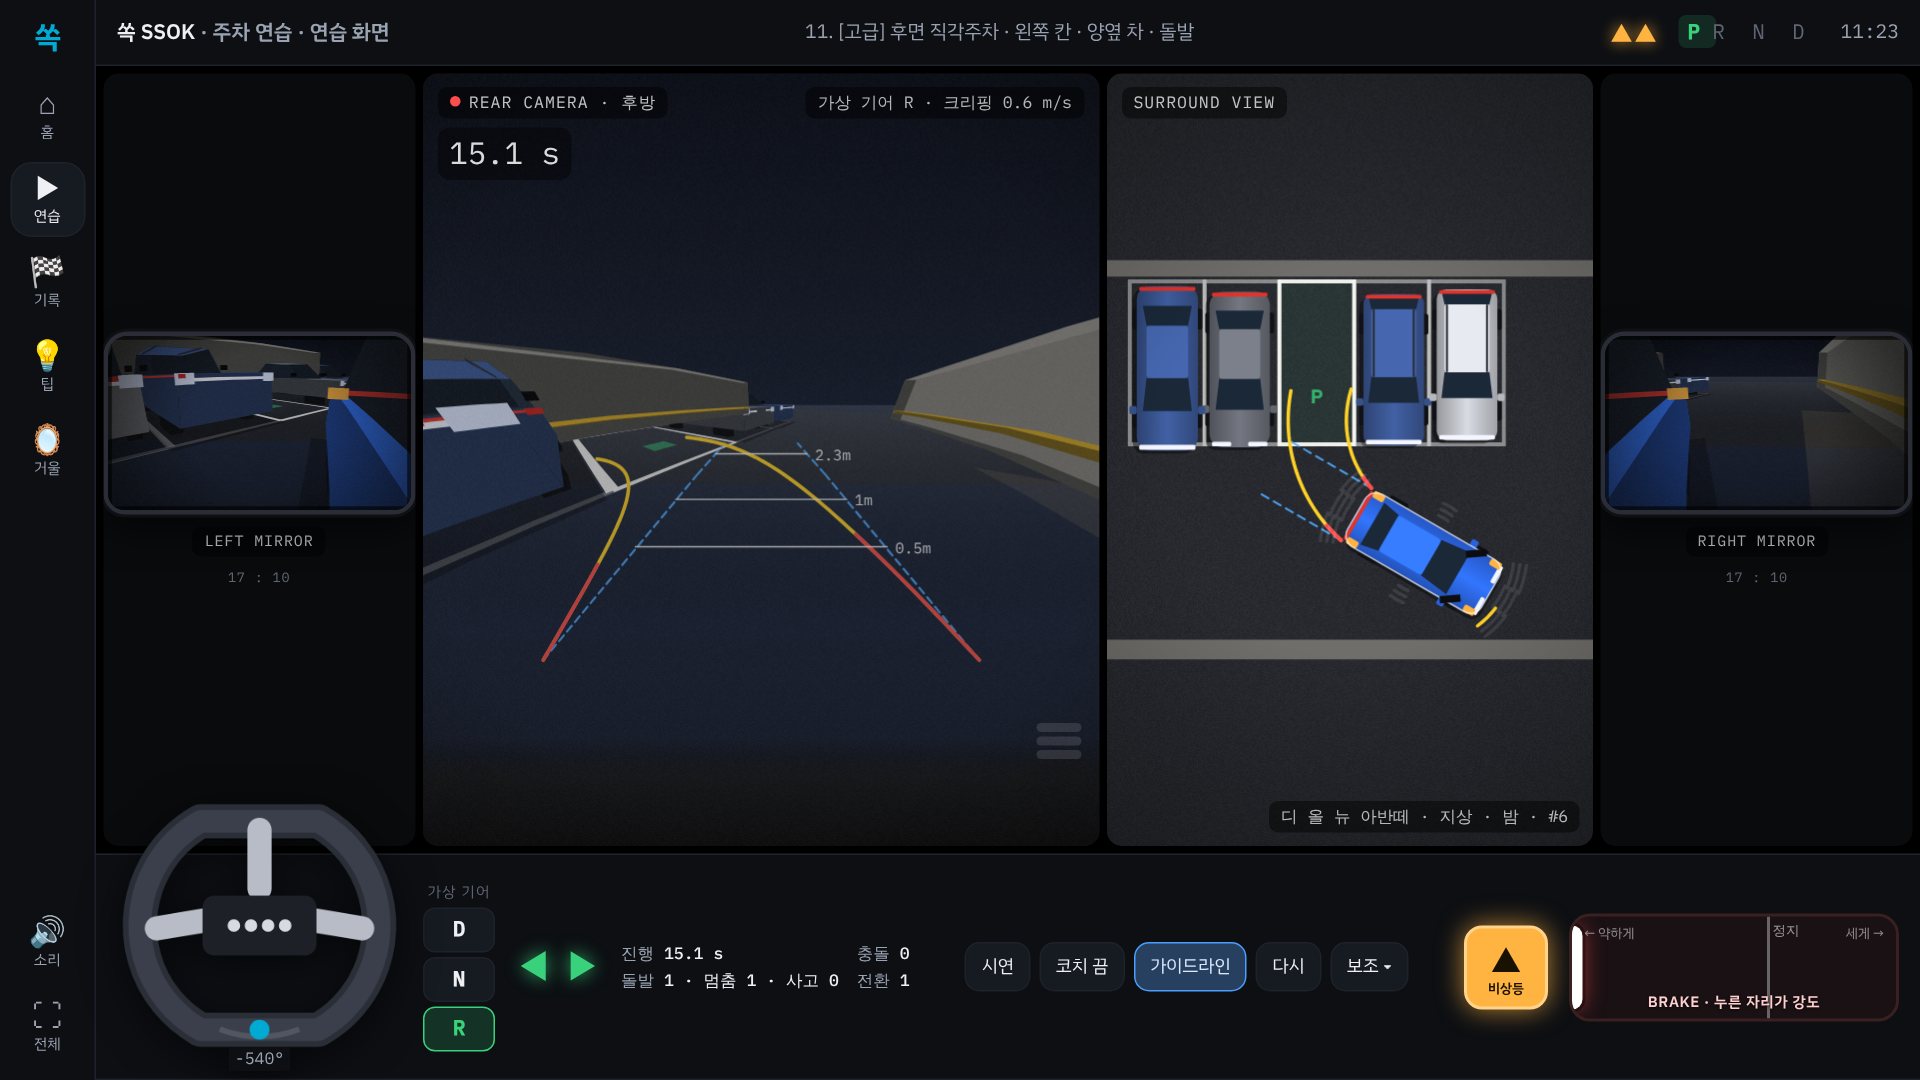 쏙
쏙 SSOK · 주차 연습 · 연습 화면
11. [고급] 후면 직각주차 · 왼쪽 칸 · 양옆 차 · 돌발
P R N D
11:23
홈
연습
기록
팁
거울
소리
전체
LEFT MIRROR
17 : 10
REAR CAMERA · 후방
가상 기어 R · 크리핑 0.6 m/s
15.1 s
2.3m
1m
0.5m
SURROUND VIEW
P
디 올 뉴 아반떼 · 지상 · 밤 · #6
RIGHT MIRROR
17 : 10
-540°
가상 기어
D
N
R
진행 15.1 s 충돌 0
돌발 1 · 멈춤 1 · 사고 0 전환 1
시연
코치 끔
가이드라인
다시
보조
비상등
←약하게
정지
세게→
BRAKE · 누른 자리가 강도